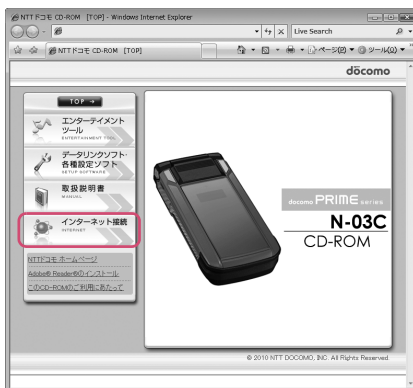 NTTドコモ CD-ROM [TOP] - Windows Internet Explorer
Live Search
NTTドコモ CD-ROM [TOP]
ページ(P) ツール(O)
döcomo
TOP →
エンターテイメント
ツール
ENTERTAINMENT TOOL
データリンクソフト・
各種設定ソフト
SETUP SOFTWARE
取扱説明書
MANUAL
インターネット接続
INTERNET
NTTドコモ ホームページ
Adobe® Reader®のインストール
このCD-ROMのご利用にあたって
docomo PRIME series
N-03C
CD-ROM
© 2010 NTT DOCOMO, INC. All Rights Reserved.